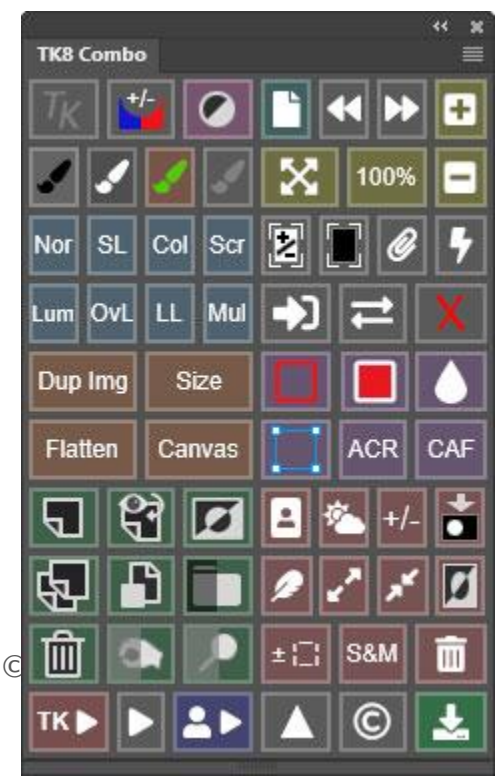 TK8 Combo
TK +/-
100%
Nor SL Col Scr
Lum OvL LL Mul X
Dup Img Size
Flatten Canvas ACR CAF
+/-
± S&M
©
TK ©